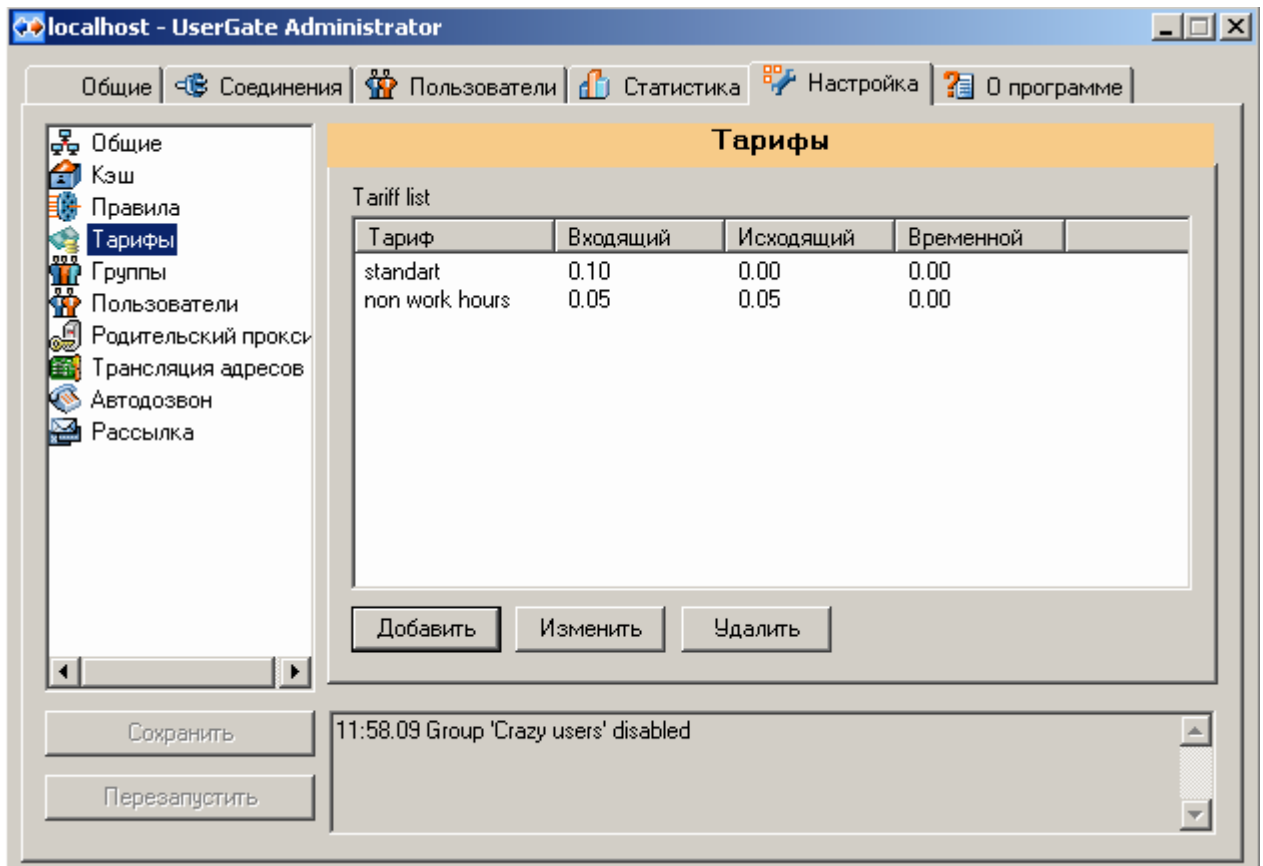 localhost - UserGate Administrator
Общие Соединения Пользователи Статистика Настройка О программе
Общие
Кэш
Правила
Тарифы
Группы
Пользователи
Родительский прокси
Трансляция адресов
Автодозвон
Рассылка
Тарифы
Tariff list
Тариф Входящий Исходящий Временной
standart 0.10 0.00 0.00
non work hours 0.05 0.05 0.00
Добавить Изменить Удалить
Сохранить
Перезапустить
11:58.09 Group 'Crazy users' disabled